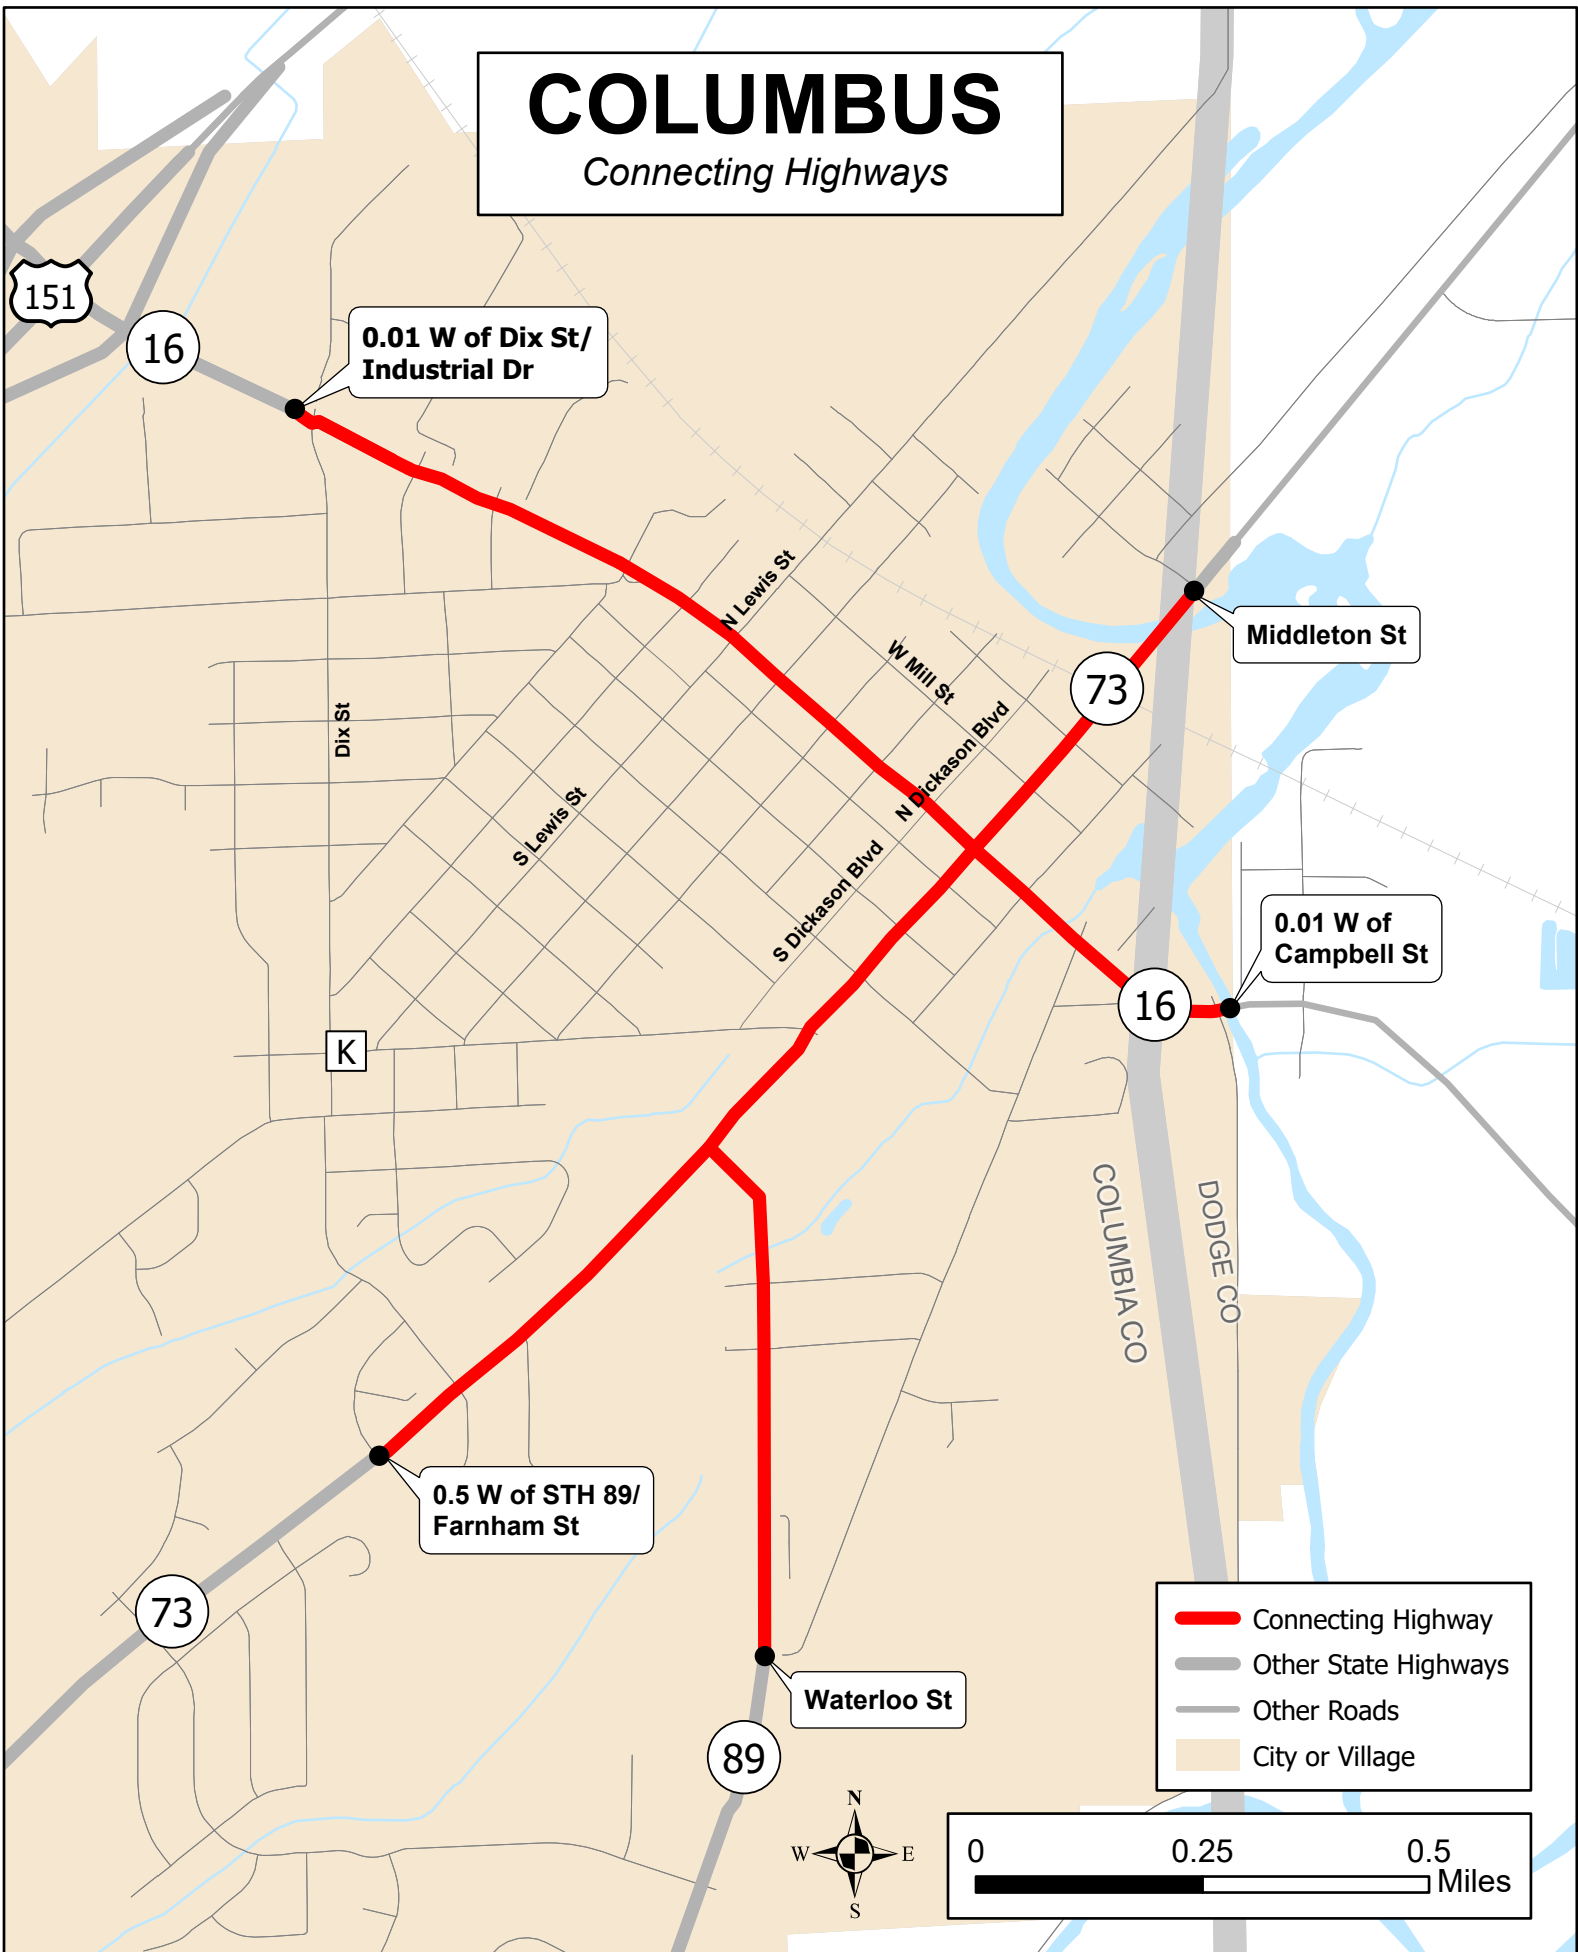 COLUMBUS
Connecting Highways
151
16
0.01 W of Dix St/
Industrial Dr
N Lewis St
W Mill St
Middleton St
73
Dix St
N Dickason Blvd
S Lewis St
S Dickason Blvd
0.01 W of
Campbell St
16
K
COLUMBIA CO
DODGE CO
0.5 W of STH 89/
Farnham St
73
Waterloo St
89
Connecting Highway
Other State Highways
Other Roads
City or Village
N
W
E
S
0
0.25
0.5
Miles